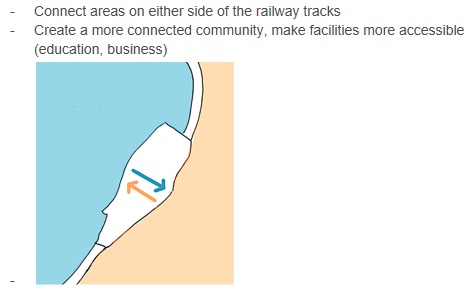 - Connect areas on either side of the railway tracks
- Create a more connected community, make facilities more accessible
(education, business)
-